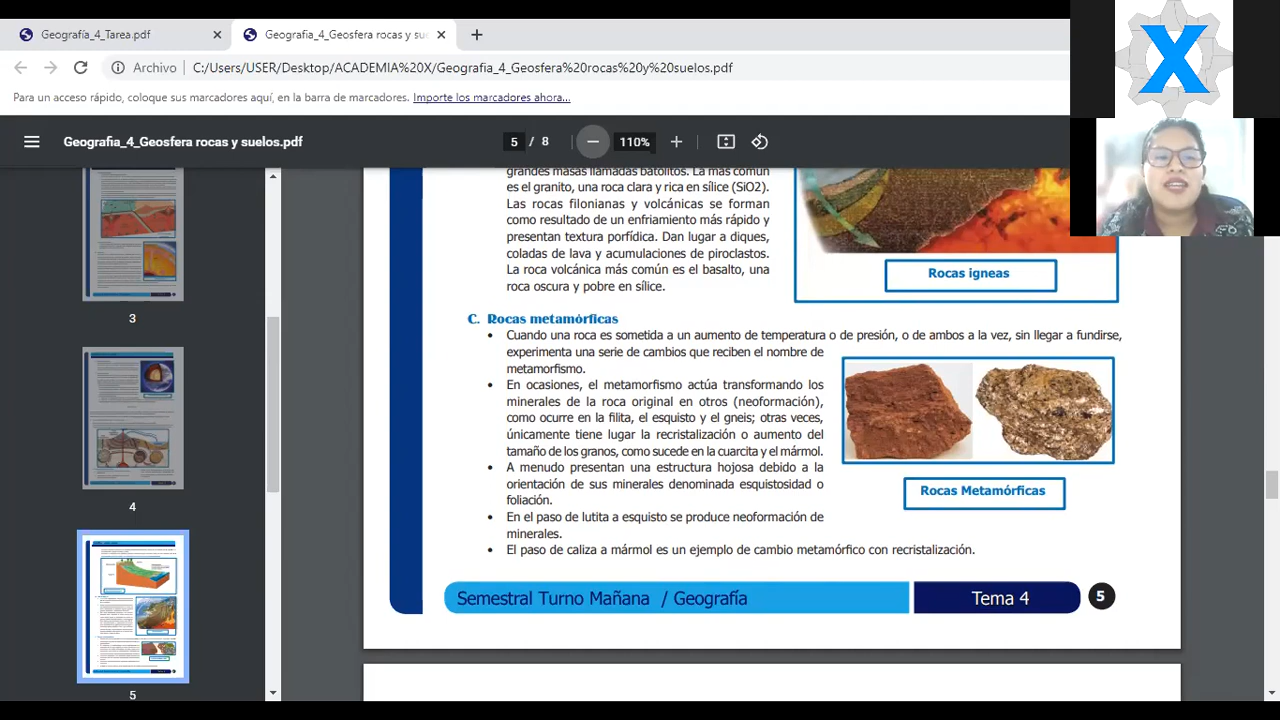 Geografía_4_Tarea.pdf
Geografia_4_Geosfera rocas y su
Archivo
C:/Users/USER/Desktop/ACADEMIA%20X/Geografia_4_Geosfera%20rocas%20y%20suelos.pdf
Para un acceso rápido, coloque sus marcadores aquí, en la barra de marcadores. Importe los marcadores ahora...
Geografia_4_Geosfera rocas y suelos.pdf
5 / 8
110%
X
3
4
5
grandes masas llamadas batolitos. La más común
es el granito, una roca clara y rica en sílice (SiO2).
Las rocas filonianas y volcánicas se forman
como resultado de un enfriamiento más rápido y
presentan textura porfídica. Dan lugar a diques,
coladas de lava y acumulaciones de piroclastos.
La roca volcánica más común es el basalto, una
roca oscura y pobre en sílice.
Rocas igneas
C. Rocas metamórficas
• Cuando una roca es sometida a un aumento de temperatura o de presión, o de ambos a la vez, sin llegar a fundirse,
experimenta una serie de cambios que reciben el nombre de
metamorfismo.
• En ocasiones, el metamorfismo actúa transformando los
minerales de la roca original en otros (neoformación),
como ocurre en la filita, el esquisto y el gneis; otras veces,
únicamente tiene lugar la recristalización o aumento del
tamaño de los granos, como sucede en la cuarcita y el mármol.
• A menudo presentan una estructura hojosa debido a la
orientación de sus minerales denominada esquistosidad o
foliación.
• En el paso de lutita a esquisto se produce neoformación de
minerales.
• El paso de caliza a mármol es un ejemplo de cambio metamórfico con recristalización.
Rocas Metamórficas
Semestral Turno Mañana / Geografía
Tema 4
5